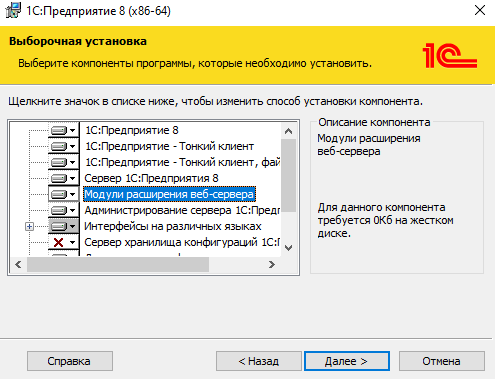 1С:Предприятие 8 (x86-64)
Выборочная установка
Выберите компоненты программы, которые необходимо установить.
1С
Щелкните значок в списке ниже, чтобы изменить способ установки компонента.
1С:Предприятие 8
1С:Предприятие - Тонкий клиент
1С:Предприятие - Тонкий клиент, фай
Сервер 1С:Предприятия 8
Модули расширения веб-сервера
Администрирование сервера 1С:Пред
Интерфейсы на различных языках
Сервер хранилища конфигураций 1С:
Описание компонента
Модули расширения
веб-сервера
Для данного компонента
требуется 0Кб на жестком
диске.
Справка
< Назад
Далее >
Отмена